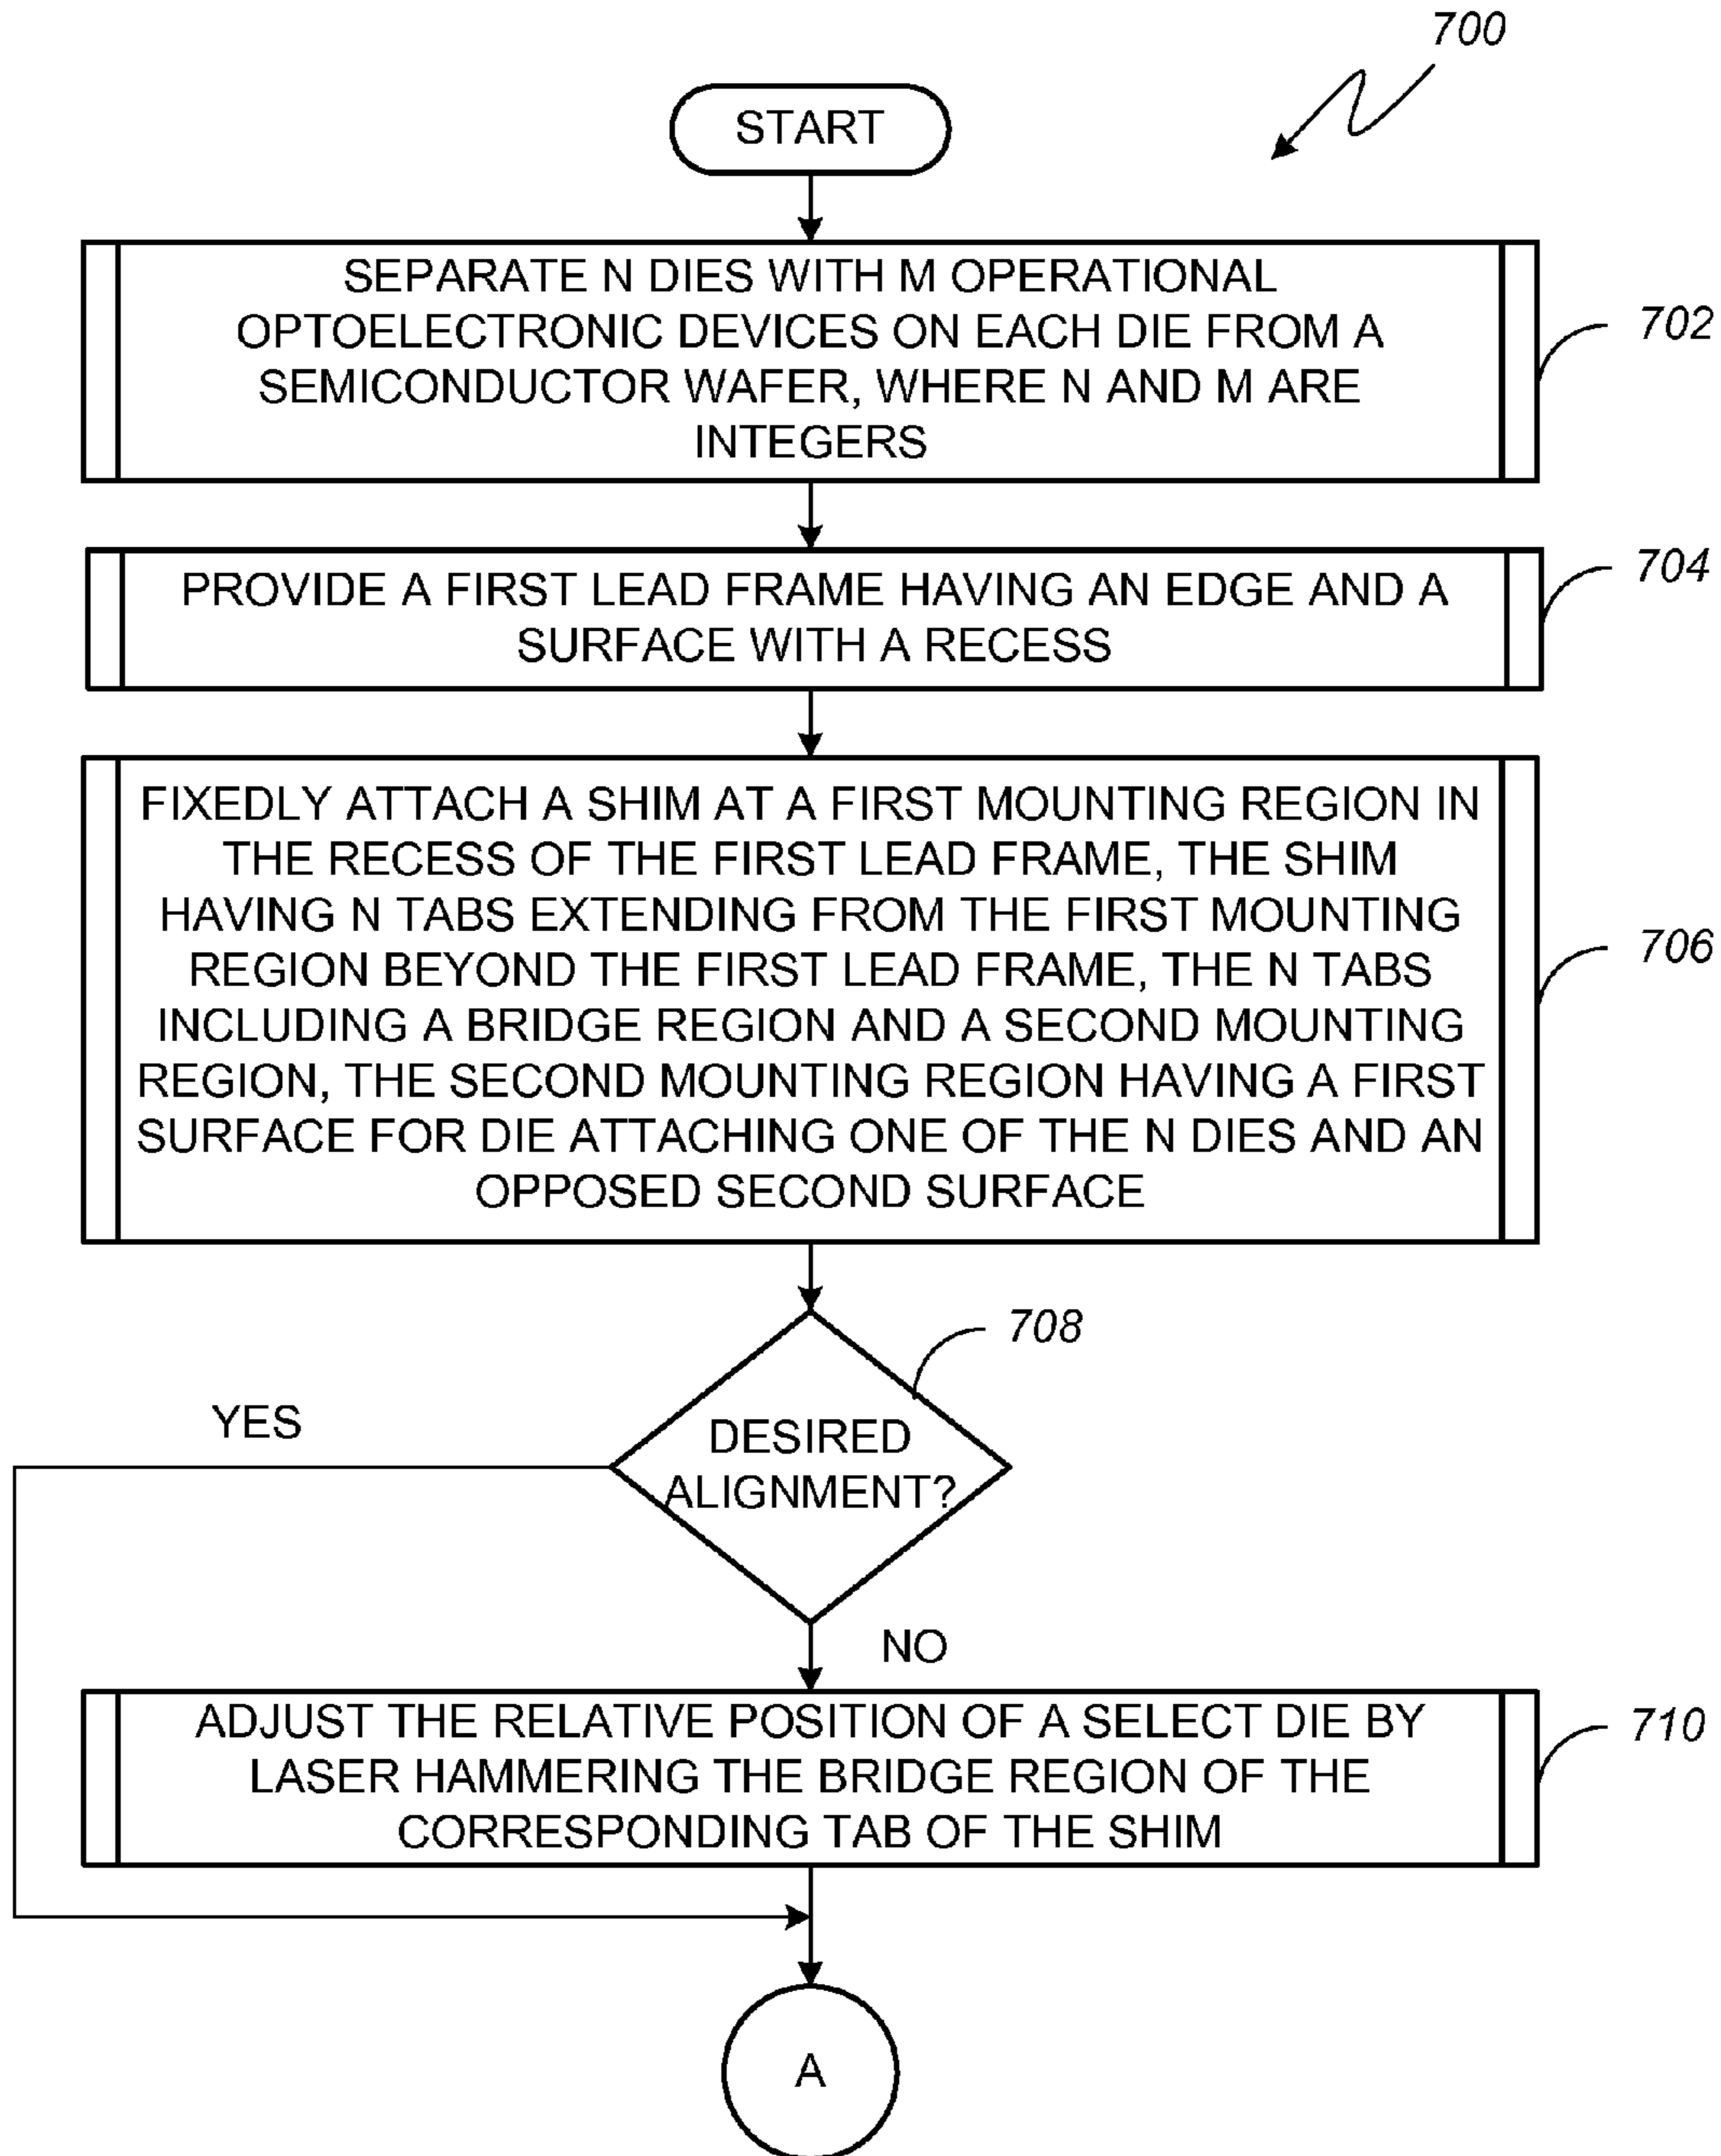 700
START
SEPARATE N DIES WITH M OPERATIONAL
OPTOELECTRONIC DEVICES ON EACH DIE FROM A
SEMICONDUCTOR WAFER, WHERE N AND M ARE
INTEGERS
702
PROVIDE A FIRST LEAD FRAME HAVING AN EDGE AND A
SURFACE WITH A RECESS
704
FIXEDLY ATTACH A SHIM AT A FIRST MOUNTING REGION IN
THE RECESS OF THE FIRST LEAD FRAME, THE SHIM
HAVING N TABS EXTENDING FROM THE FIRST MOUNTING
REGION BEYOND THE FIRST LEAD FRAME, THE N TABS
INCLUDING A BRIDGE REGION AND A SECOND MOUNTING
REGION, THE SECOND MOUNTING REGION HAVING A FIRST
SURFACE FOR DIE ATTACHING ONE OF THE N DIES AND AN
OPPOSED SECOND SURFACE
706
708
YES
DESIRED
ALIGNMENT?
NO
ADJUST THE RELATIVE POSITION OF A SELECT DIE BY
LASER HAMMERING THE BRIDGE REGION OF THE
CORRESPONDING TAB OF THE SHIM
710
A